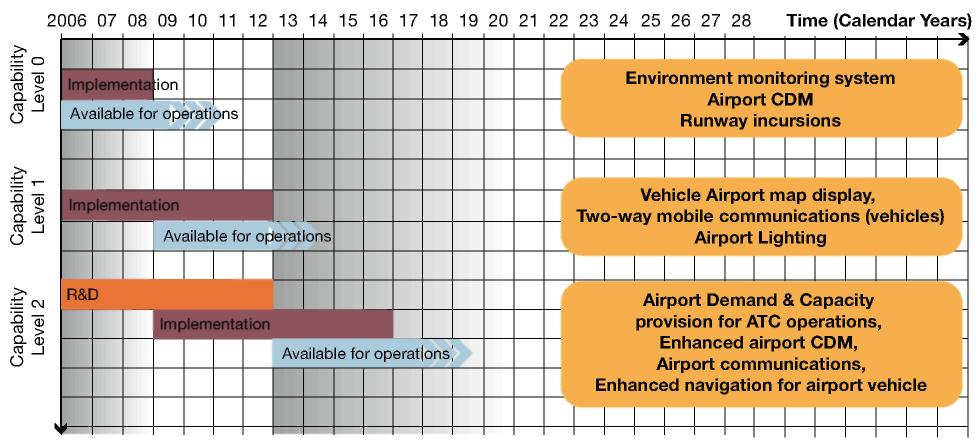 2006 07 08 09 10 11 12 13 14 15 16 17 18 19 20 21 22 23 24 25 26 27 28 Time (Calendar Years)
Capability
Level 0
Implementation
Available for operations
Environment monitoring system
Airport CDM
Runway incursions
Capability
Level 1
Implementation
Available for operations
Vehicle Airport map display,
Two-way mobile communications (vehicles)
Airport Lighting
Capability
Level 2
R&D
Implementation
Available for operations
Airport Demand & Capacity
provision for ATC operations,
Enhanced airport CDM,
Airport communications,
Enhanced navigation for airport vehicle